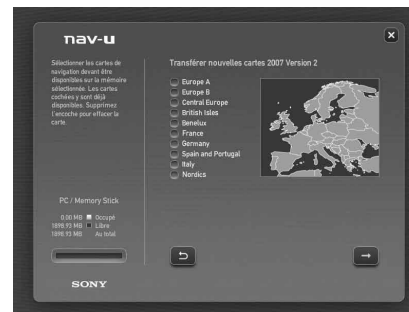 nav-u
Sélectionner les cartes de
navigation devant être
disponibles sur la mémoire
sélectionnée. Les cartes
cochées y sont déjà
disponibles. Supprimez
l'encoche pour effacer la
carte.
Transférer nouvelles cartes 2007 Version 2
Europe A
Europe B
Central Europe
British Isles
Benelux
France
Germany
Spain and Portugal
Italy
Nordics
PC / Memory Stick
0,00 MB Occupé
1898,93 MB Libre
1898,93 MB Au total
SONY